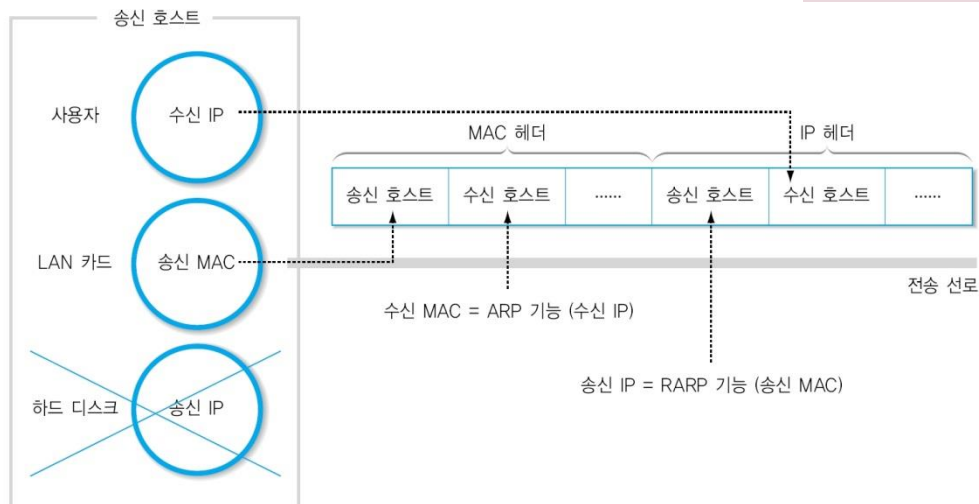 송신 호스트
사용자
수신 IP
MAC 헤더
IP 헤더
송신 호스트
수신 호스트
......
송신 호스트
수신 호스트
......
LAN 카드
송신 MAC
전송 선로
수신 MAC = ARP 기능 (수신 IP)
송신 IP = RARP 기능 (송신 MAC)
하드 디스크
송신 IP